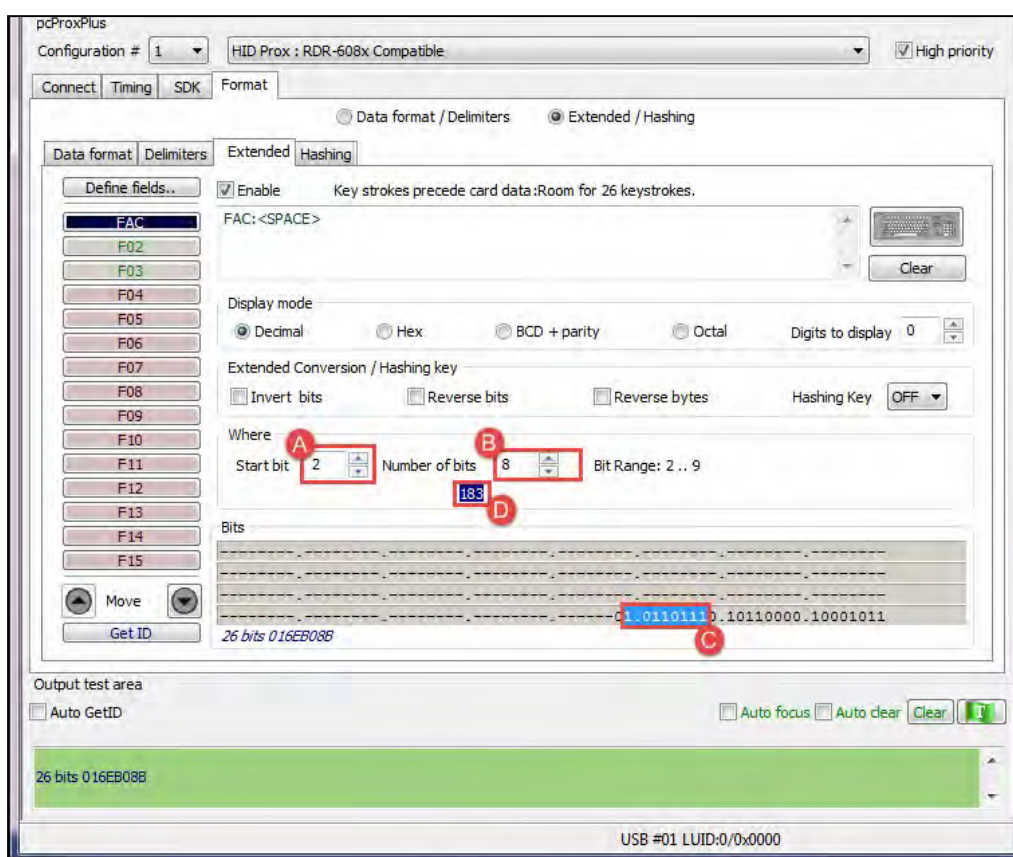 pcProxPlus
Configuration # 1 HID Prox : RDR-608x Compatible High priority
Connect Timing SDK Format
Data format / Delimiters Extended / Hashing
Data format Delimiters Extended Hashing
Define fields.. Enable Key strokes precede card data:Room for 26 keystrokes.
FAC FAC:<SPACE>
F02
F03 Clear
F04 Display mode
F05 Decimal Hex BCD + parity Octal Digits to display 0
F06
F07 Extended Conversion / Hashing key
F08 Invert bits Reverse bits Reverse bytes Hashing Key OFF
F09
F10 Where A B
F11 Start bit 2 Number of bits 8 Bit Range: 2 .. 9
F12 183
F13 D
F14 Bits
F15 --------.--------.--------.--------.--------.--------.--------.--------
--------.--------.--------.--------.--------.--------.--------.--------
Move --------.--------.--------.--------.--------.--------.--------.--------
--------.--------.--------.--------.------01.01101110.10110000.10001011
Get ID 26 bits 016EB08B C
Output test area
Auto GetID Auto focus Auto clear Clear T
26 bits 016EB08B
USB #01 LUID:0/0x0000